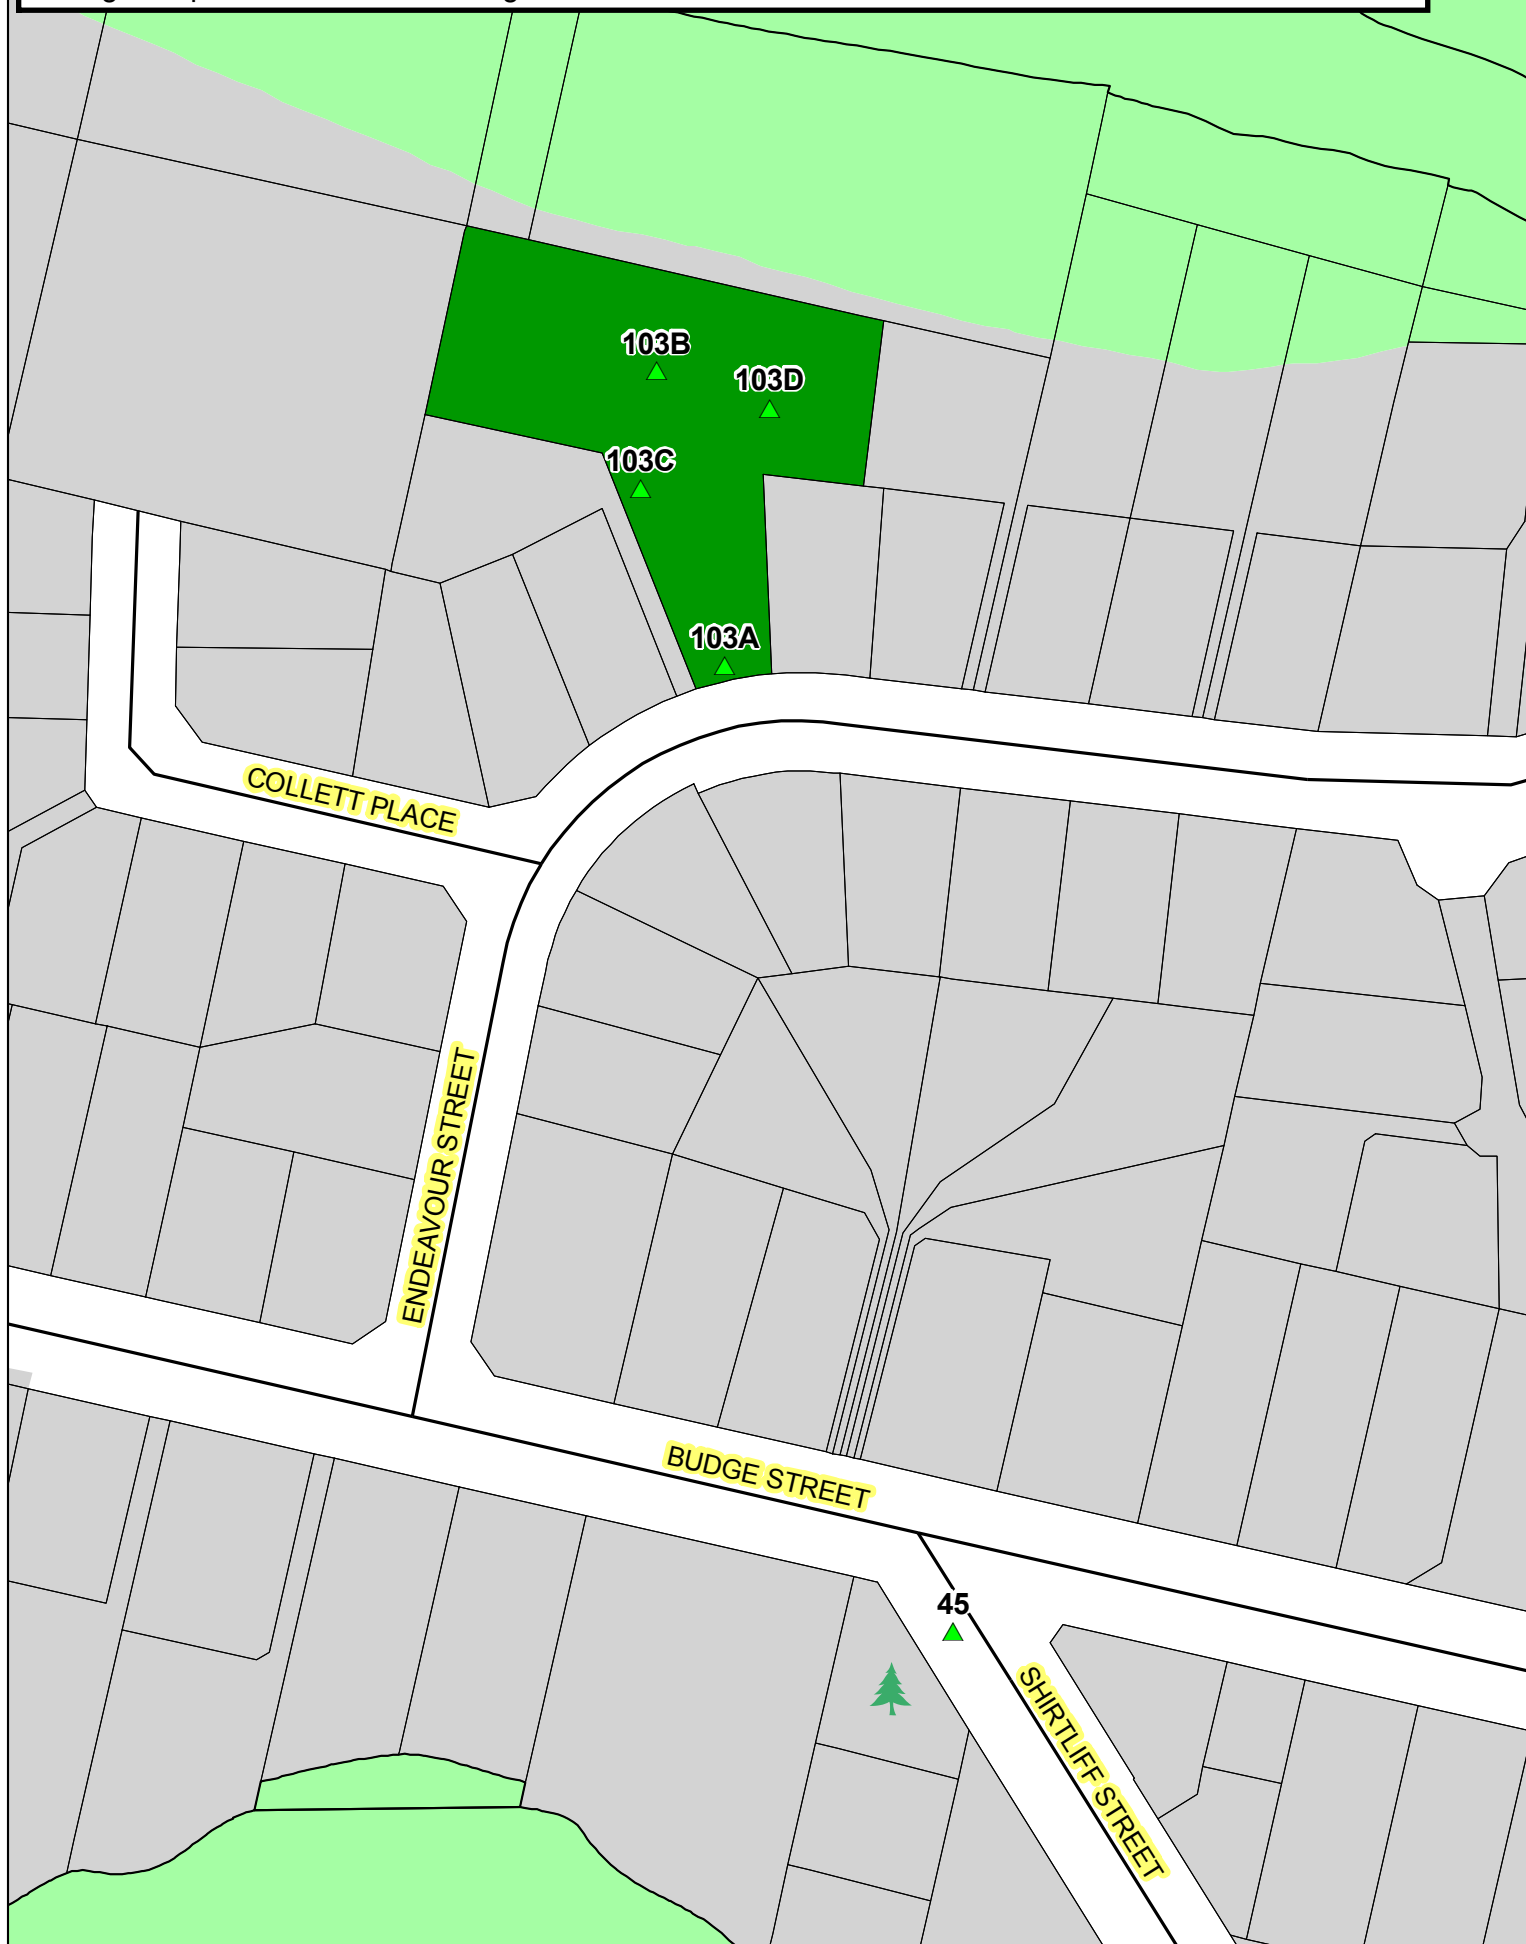 103B
103D
103C
103A
COLLETT PLACE
ENDEAVOUR STREET
BUDGE STREET
45
SHIRTLIFF STREET